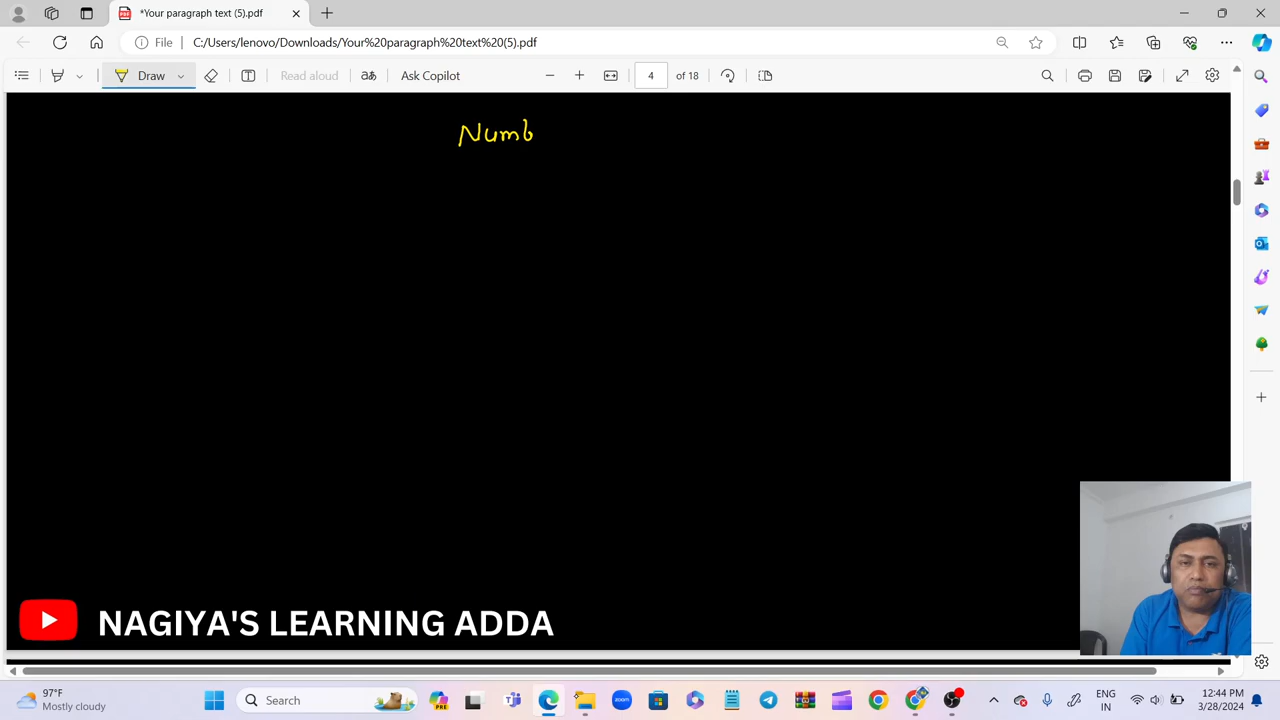 *Your paragraph text (5).pdf
File
C:/Users/lenovo/Downloads/Your%20paragraph%20text%20(5).pdf
Draw
Read aloud
Ask Copilot
4 of 18
Numb
NAGIYA'S LEARNING ADDA
97°F
Mostly cloudy
Search
PRE
zoom
ENG
IN
12:44 PM
3/28/2024